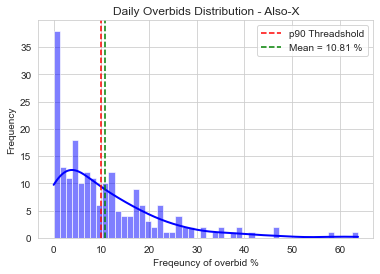 Daily Overbids Distribution - Also-X
p90 Threadshold
Mean = 10.81 %
Frequency
35
30
25
20
15
10
5
0
0 10 20 30 40 50 60
Freqeuncy of overbid %